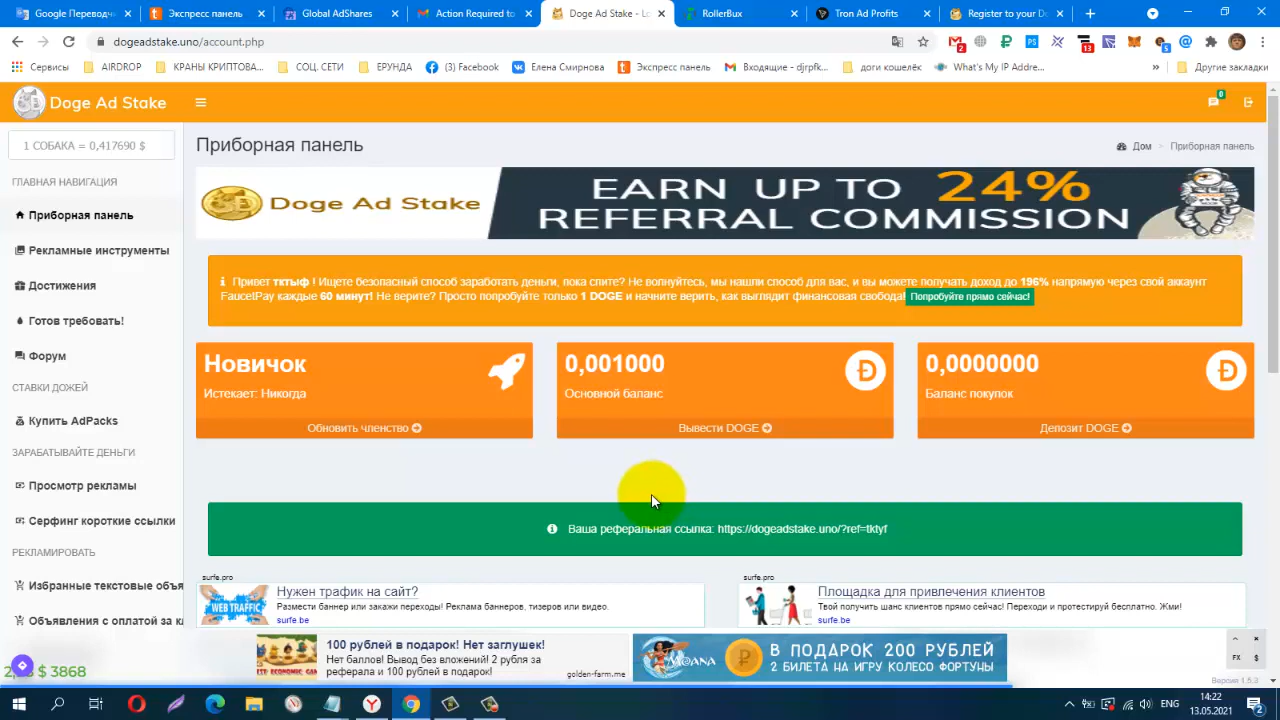 Google Переводч
Экспресс панель
Global AdShares
Action Required to
Doge Ad Stake - Lo
RollerBux
Tron Ad Profits
Register to your Do
dogeadstake.uno/account.php
Сервисы
AIRDROP
КРАНЫ КРИПТОВА...
СОЦ. СЕТИ
ЕРУНДА
(3) Facebook
Елена Смирнова
Экспресс панель
Входящие - djrpfk...
доги кошелёк
What's My IP Addre...
»
Другие закладки
Doge Ad Stake
0
1 СОБАКА = 0,417690 $
ГЛАВНАЯ НАВИГАЦИЯ
Приборная панель
Рекламные инструменты
Достижения
Готов требовать!
Форум
СТАВКИ ДОЖЕЙ
Купить AdPacks
ЗАРАБАТЫВАЙТЕ ДЕНЬГИ
Просмотр рекламы
Серфинг короткие ссылки
РЕКЛАМИРОВАТЬ
Избранные текстовые объя
Объявления с оплатой за к
Приборная панель
Дом > Приборная панель
Doge Ad Stake
EARN UP TO 24%
REFERRAL COMMISSION
Привет тктыф ! Ищете безопасный способ заработать деньги, пока спите? Не волнуйтесь, мы нашли способ для вас, и вы можете получать доход до 196% напрямую через свой аккаунт
FaucetPay каждые 60 минут! Не верите? Просто попробуйте только 1 DOGE и начните верить, как выглядит финансовая свобода! Попробуйте прямо сейчас!
Новичок
Истекает: Никогда
Обновить членство
0,001000
Основной баланс
Вывести DOGE
0,0000000
Баланс покупок
Депозит DOGE
Ваша реферальная ссылка: https://dogeadstake.uno/?ref=tktyf
surfe.pro
Нужен трафик на сайт?
Размести баннер или закажи переходы! Реклама баннеров, тизеров или видео.
surfe.be
surfe.pro
Площадка для привлечения клиентов
Твой получить шанс клиентов прямо сейчас! Переходи и протестируй бесплатно. Жми!
surfe.be
100 рублей в подарок! Нет заглушек!
Нет баллов! Вывод без вложений! 2 рубля за
реферала и 100 рублей в подарок!
golden-farm.me
MOANA
В ПОДАРОК 200 РУБЛЕЙ
2 БИЛЕТА НА ИГРУ КОЛЕСО ФОРТУНЫ
FX $
Версия 1.5.3
$ 3868
ENG
14:22
13.05.2021